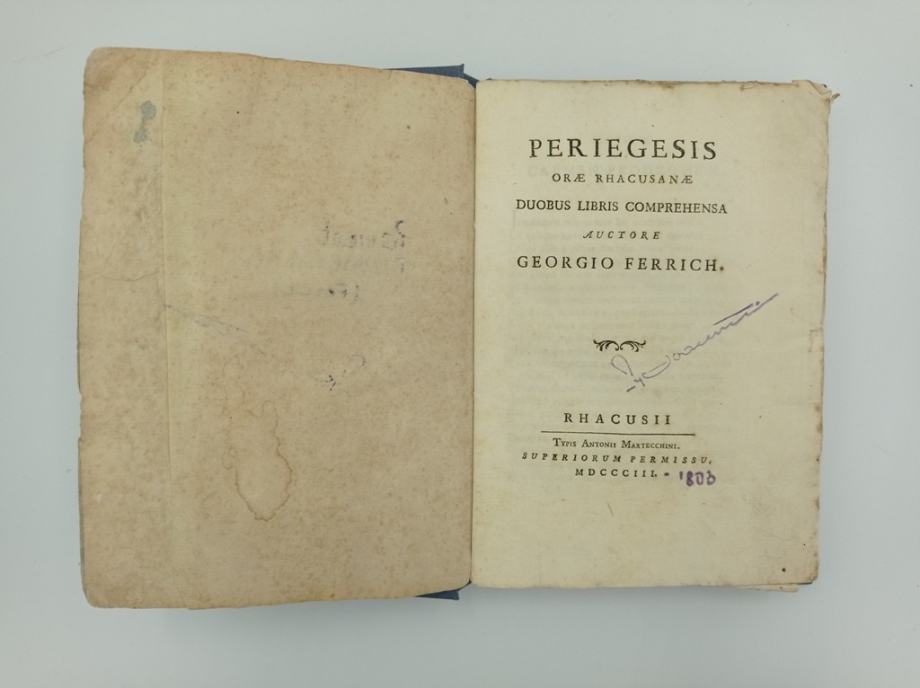 PERIEGESIS
ORÆ RHACUSANÆ
DUOBUS LIBRIS COMPREHENSA
AUCTORE
GEORGIO FERRICH.
RHACUSII
TYPIS ANTONII MARTECCHINI.
SUPERIORUM PERMISSU.
MDCCCIII. - 1803